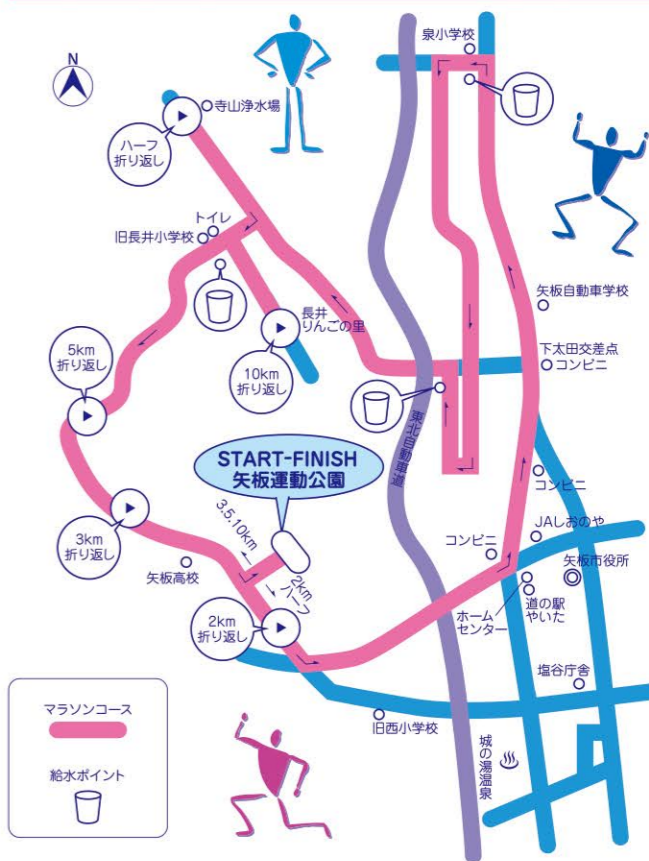 泉小学校
N
寺山浄水場
ハーフ
折り返し
トイレ
旧長井小学校
矢板自動車学校
長井
りんごの里
5km
折り返し
10km
折り返し
下太田交差点
コンビニ
東北自動車道
START-FINISH
矢板運動公園
3km
折り返し
3.5.10km
コンビニ
JAしおのや
コンビニ
矢板高校
矢板市役所
2km
ハーフ
2km
折り返し
ホーム
センター
道の駅
やいた
塩谷庁舎
マラソンコース
旧西小学校
給水ポイント
城の湯温泉